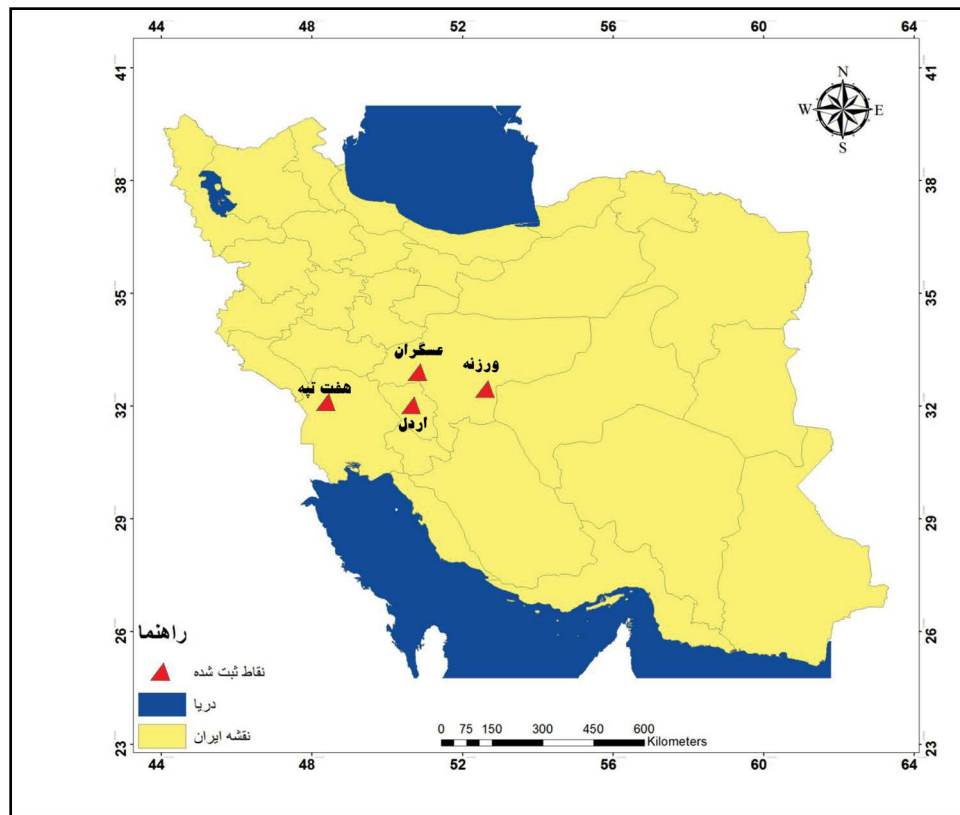 44 48 52 56 60 64
41
38
35
32
29
26
23
41
38
35
32
29
26
23
N
W E
S
عسگران
ورزنه
هفت تپه
اردل
راهنما
نقاط ثبت شده
دریا
نقشه ایران
0 75 150 300 450 600
Kilometers
44 48 52 56 60 64